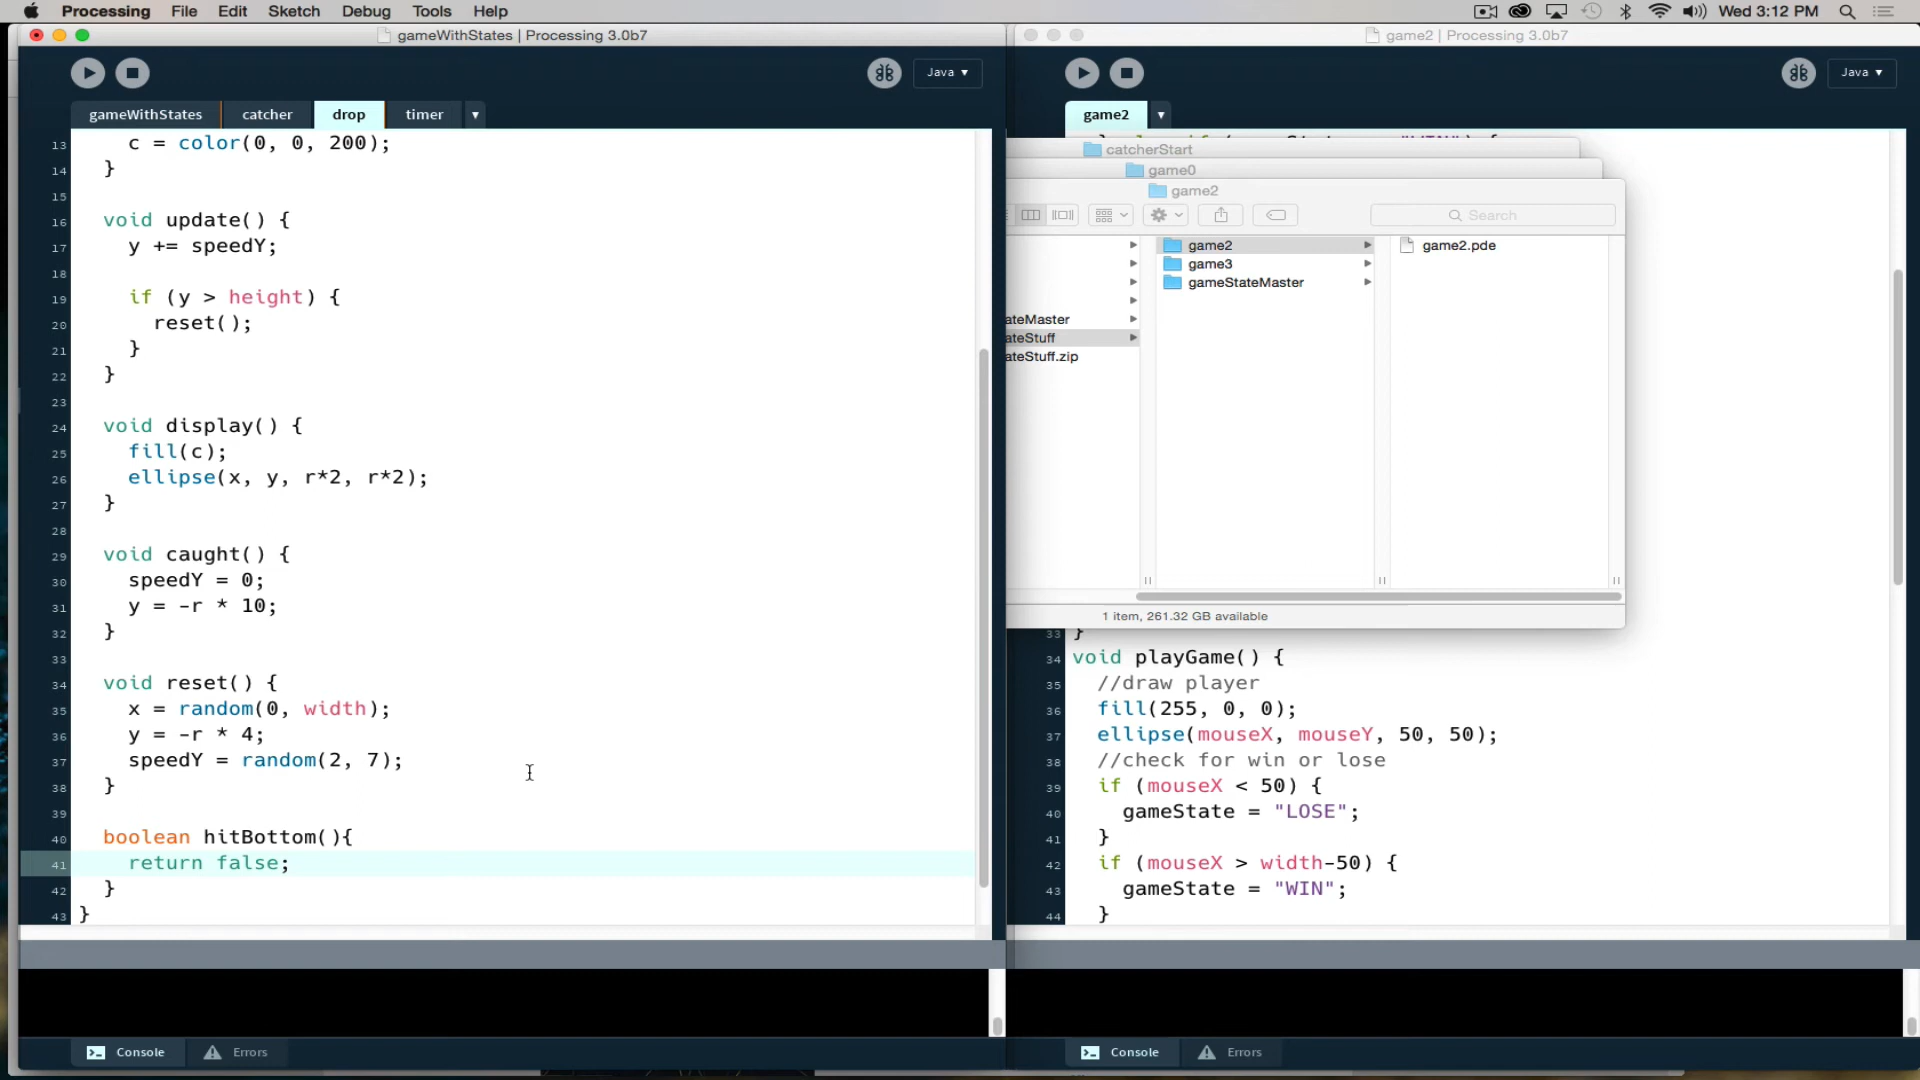 Processing File Edit Sketch Debug Tools Help Wed 3:12 PM
gameWithStates | Processing 3.0b7
Java ▾
gameWithStates catcher drop timer ▾
13 c = color(0, 0, 200);
14 }
15
16 void update() {
17 y += speedY;
18
19 if (y > height) {
20 reset();
21 }
22 }
23
24 void display() {
25 fill(c);
26 ellipse(x, y, r*2, r*2);
27 }
28
29 void caught() {
30 speedY = 0;
31 y = -r * 10;
32 }
33
34 void reset() {
35 x = random(0, width);
36 y = -r * 4;
37 speedY = random(2, 7);
38 }
39
40 boolean hitBottom(){
41 return false;
42 }
43 }
Console Errors
game2 | Processing 3.0b7
Java ▾
game2 ▾
catcherStart
game0
game2
Search
game2 game2.pde
game3
gameStateMaster
ateMaster
ateStuff
ateStuff.zip
1 item, 261.32 GB available
33 }
34 void playGame() {
35 //draw player
36 fill(255, 0, 0);
37 ellipse(mouseX, mouseY, 50, 50);
38 //check for win or lose
39 if (mouseX < 50) {
40 gameState = "LOSE";
41 }
42 if (mouseX > width-50) {
43 gameState = "WIN";
44 }
Console Errors